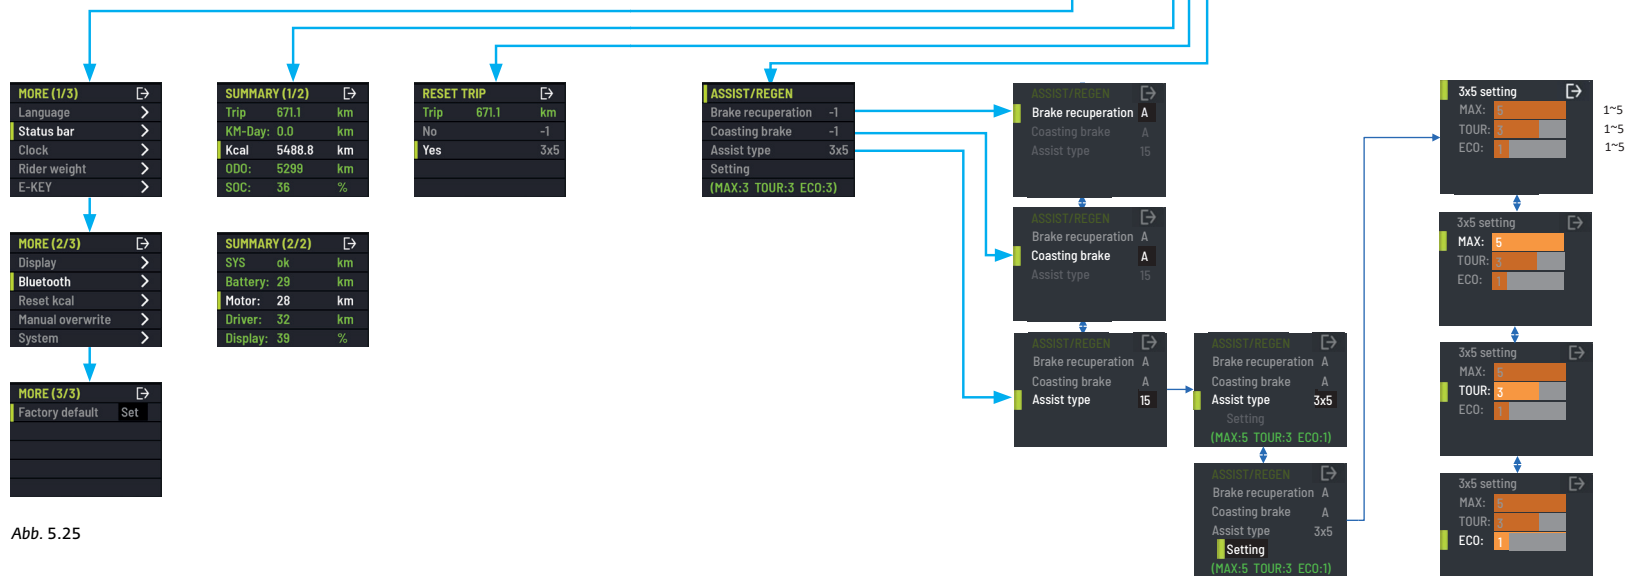 MORE (1/3)
Language
Status bar
Clock
Rider weight
E-KEY
MORE (2/3)
Display
Bluetooth
Reset kcal
Manual overwrite
System
MORE (3/3)
Factory default Set
Abb. 5.25
SUMMARY (1/2)
Trip 671.1 km
KM-Day: 0.0 km
Kcal 5488.8 km
ODO: 5299 km
SOC: 36 %
SUMMARY (2/2)
SYS ok km
Battery: 29 km
Motor: 28 km
Driver: 32 km
Display: 39 %
RESET TRIP
Trip 671.1 km
No -1
Yes 3x5
ASSIST/REGEN
Brake recuperation -1
Coasting brake -1
Assist type 3x5
Setting
(MAX:3 TOUR:3 ECO:3)
ASSIST/REGEN
Brake recuperation A
Coasting brake A
Assist type 15
ASSIST/REGEN
Brake recuperation A
Coasting brake A
Assist type 15
ASSIST/REGEN
Brake recuperation A
Coasting brake A
Assist type 15
ASSIST/REGEN
Brake recuperation A
Coasting brake A
Assist type 3x5
Setting
(MAX:5 TOUR:3 ECO:1)
ASSIST/REGEN
Brake recuperation A
Coasting brake A
Assist type 3x5
Setting
(MAX:5 TOUR:3 ECO:1)
3x5 setting
MAX: 5 1~5
TOUR: 3 1~5
ECO: 1 1~5
3x5 setting
MAX: 5
TOUR: 3
ECO: 1
3x5 setting
MAX: 5
TOUR: 3
ECO: 1
3x5 setting
MAX: 5
TOUR: 3
ECO: 1